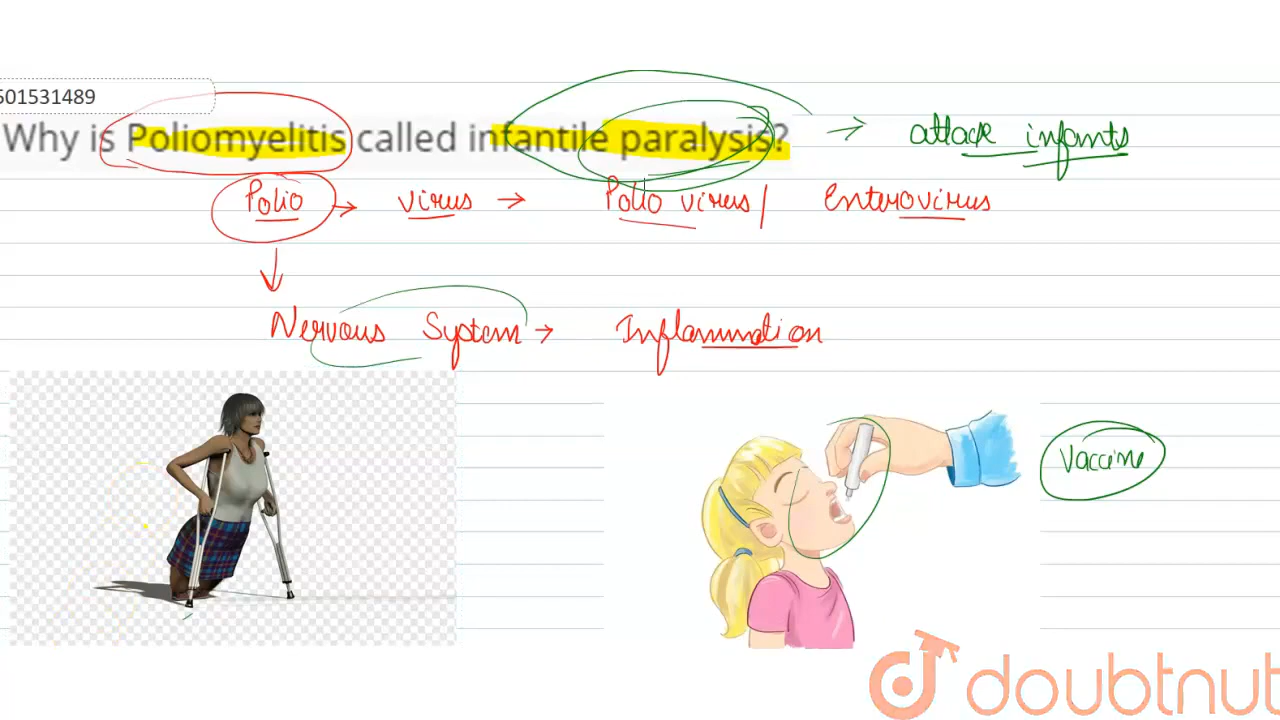 501531489
Why is Poliomyelitis called infantile paralysis? → attack infants
Polio → virus → Polio virus/ Enterovirus
Nervous System → Inflammation
Vaccine
doubtnut